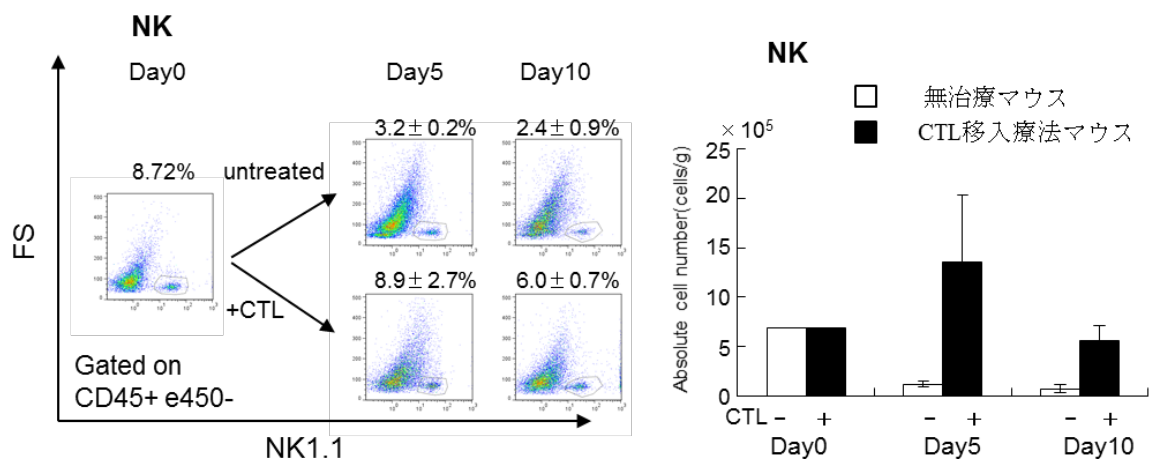 NK
Day0
Day5
Day10
8.72%
untreated
+CTL
3.2± 0.2%
2.4± 0.9%
8.9± 2.7%
6.0± 0.7%
FS
Gated on
CD45+ e450-
NK1.1
NK
無治療マウス
CTL移入療法マウス
× 10⁵
Absolute cell number(cells/g)
25
20
15
10
5
0
CTL − + − + − +
Day0 Day5 Day10